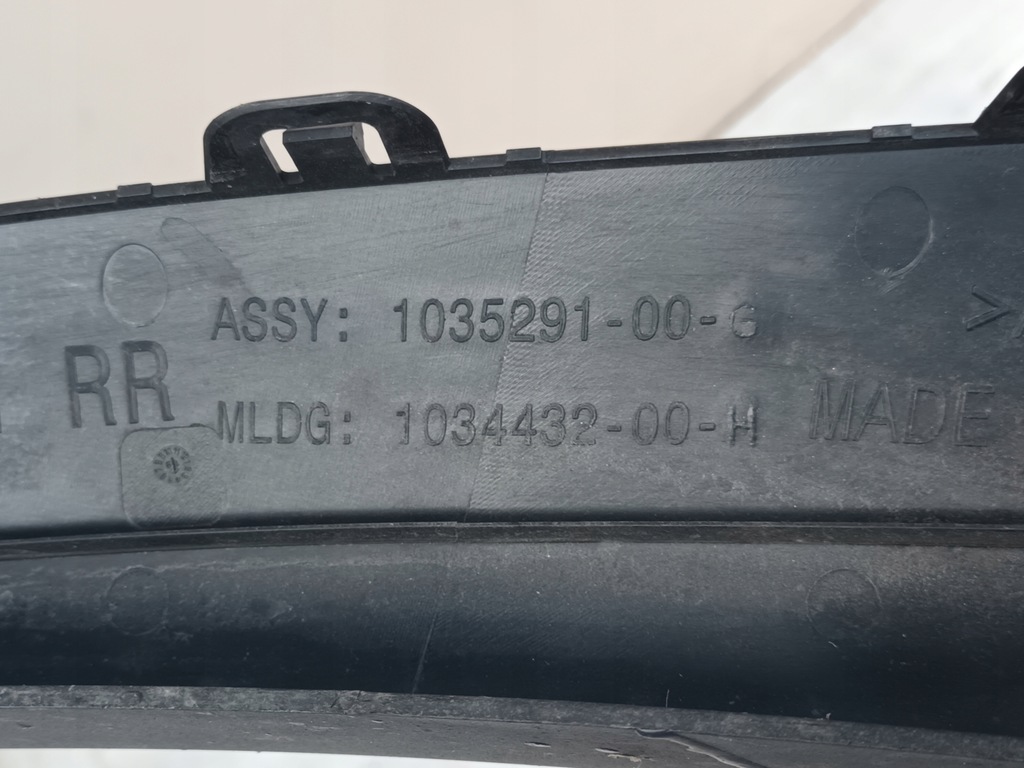 ASSY: 1035291-00-G
RR
MLDG: 1034432-00-H MADE